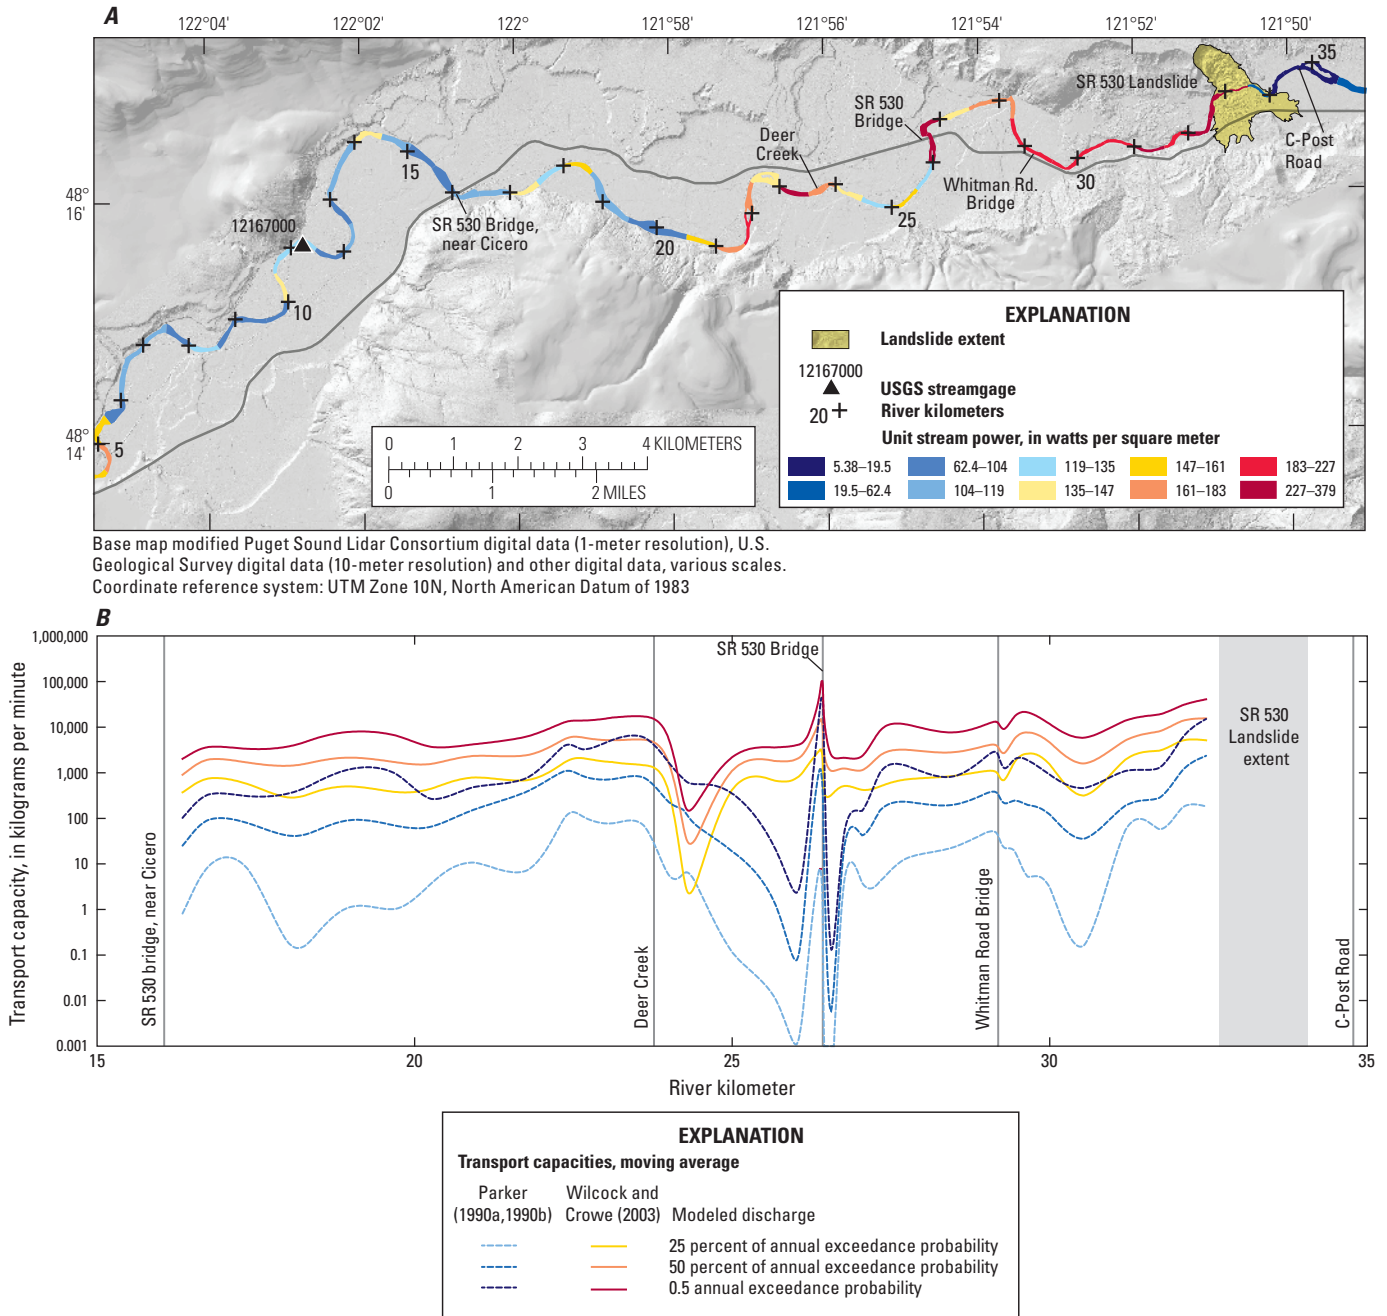 A
122°04'
122°02'
122°
121°58'
121°56'
121°54'
121°52'
121°50'
35
SR 530 Landslide
SR 530
Bridge
Deer
Creek
C-Post
Road
15
30
Whitman Rd.
Bridge
48°
16'
12167000
SR 530 Bridge,
near Cicero
25
20
10
48°
14'
5
EXPLANATION
Landslide extent
12167000
USGS streamgage
20
River kilometers
Unit stream power, in watts per square meter
5.38–19.5
62.4–104
119–135
147–161
183–227
19.5–62.4
104–119
135–147
161–183
227–379
0 1 2 3 4 KILOMETERS
0 1 2 MILES
Base map modified Puget Sound Lidar Consortium digital data (1-meter resolution), U.S.
Geological Survey digital data (10-meter resolution) and other digital data, various scales.
Coordinate reference system: UTM Zone 10N, North American Datum of 1983
B
1,000,000
100,000
10,000
1,000
100
10
1
0.1
0.01
0.001
Transport capacity, in kilograms per minute
SR 530 bridge, near Cicero
Deer Creek
SR 530 Bridge
Whitman Road Bridge
SR 530
Landslide
extent
C-Post Road
15 20 25 30 35
River kilometer
EXPLANATION
Transport capacities, moving average
Parker
(1990a,1990b)
Wilcock and
Crowe (2003)
Modeled discharge
25 percent of annual exceedance probability
50 percent of annual exceedance probability
0.5 annual exceedance probability